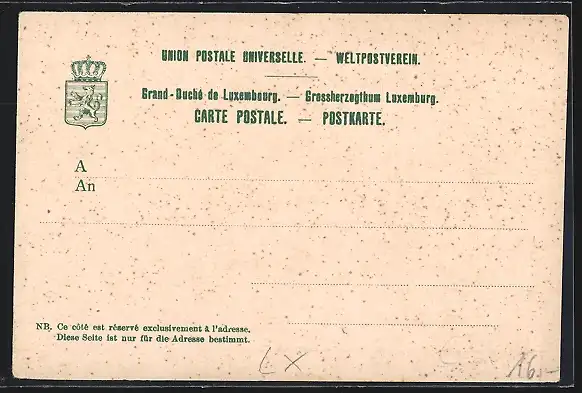 UNION POSTALE UNIVERSELLE. — WELTPOSTVEREIN.
Grand-Duché de Luxembourg. — Grossherzogthum Luxemburg.
CARTE POSTALE. — POSTKARTE.
A
An
NB. Ce côté est réservé exclusivement à l'adresse.
Diese Seite ist nur für die Adresse bestimmt.
16.-